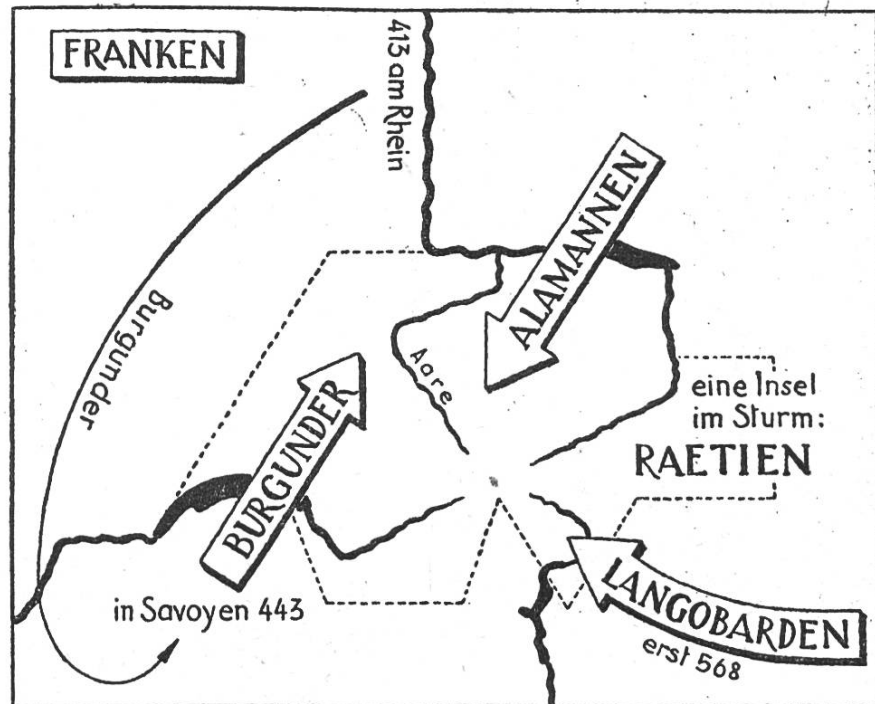 FRANKEN
413 am Rhein
ALAMANNEN
Burgunder
Aare
eine Insel
im Sturm:
RAETIEN
BURGUNDER
in Savoyen 443
LANGOBARDEN
erst 568